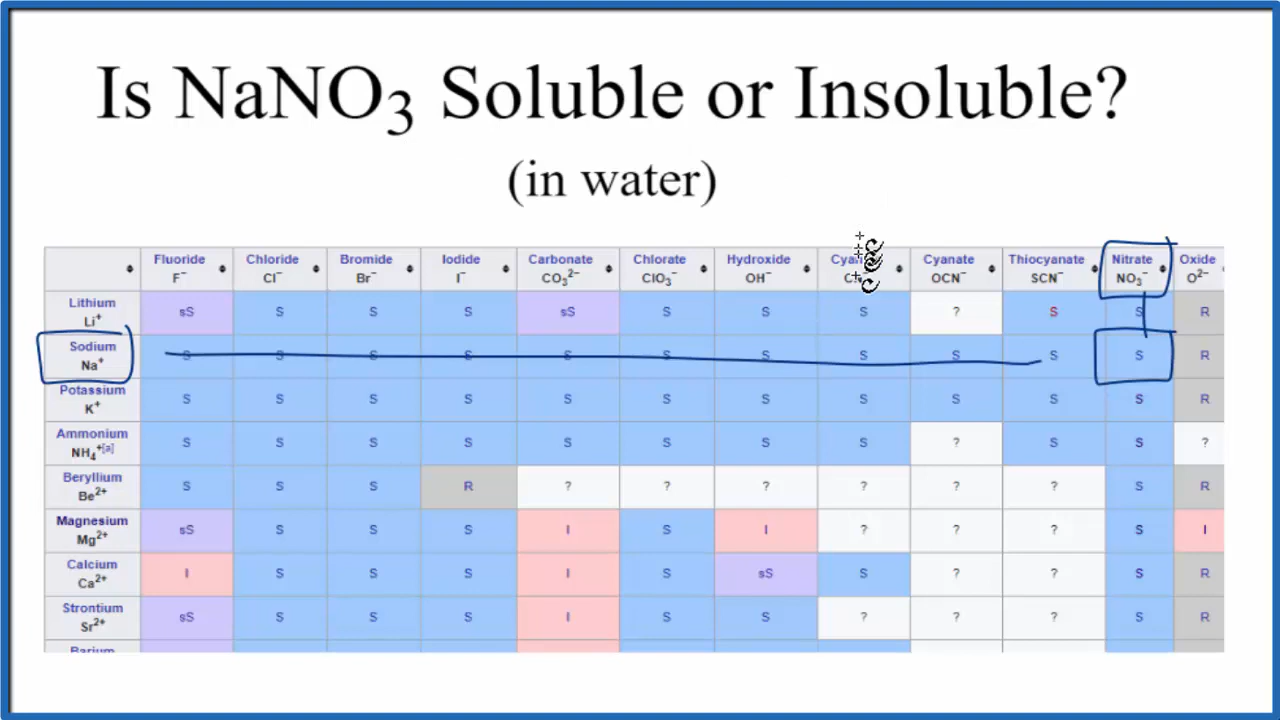 Is NaNO₃ Soluble or Insoluble?
(in water)
Fluoride F⁻ Chloride Cl⁻ Bromide Br⁻ Iodide I⁻ Carbonate CO₃²⁻ Chlorate ClO₃⁻ Hydroxide OH⁻ Cyanate OCN⁻ Thiocyanate SCN⁻ Nitrate NO₃⁻ Oxide O²⁻
Lithium Li⁺ sS S S S sS S S S ? S S R
Sodium Na⁺ S S S S S S S S S S S R
Potassium K⁺ S S S S S S S S S S S R
Ammonium NH₄⁺[a] S S S S S S S S ? S S ?
Beryllium Be²⁺ S S S R ? ? ? ? ? ? S R
Magnesium Mg²⁺ sS S S S I S I ? ? ? S I
Calcium Ca²⁺ I S S S I S sS S ? ? S R
Strontium Sr²⁺ sS S S S I S S ? ? ? S R
Barium